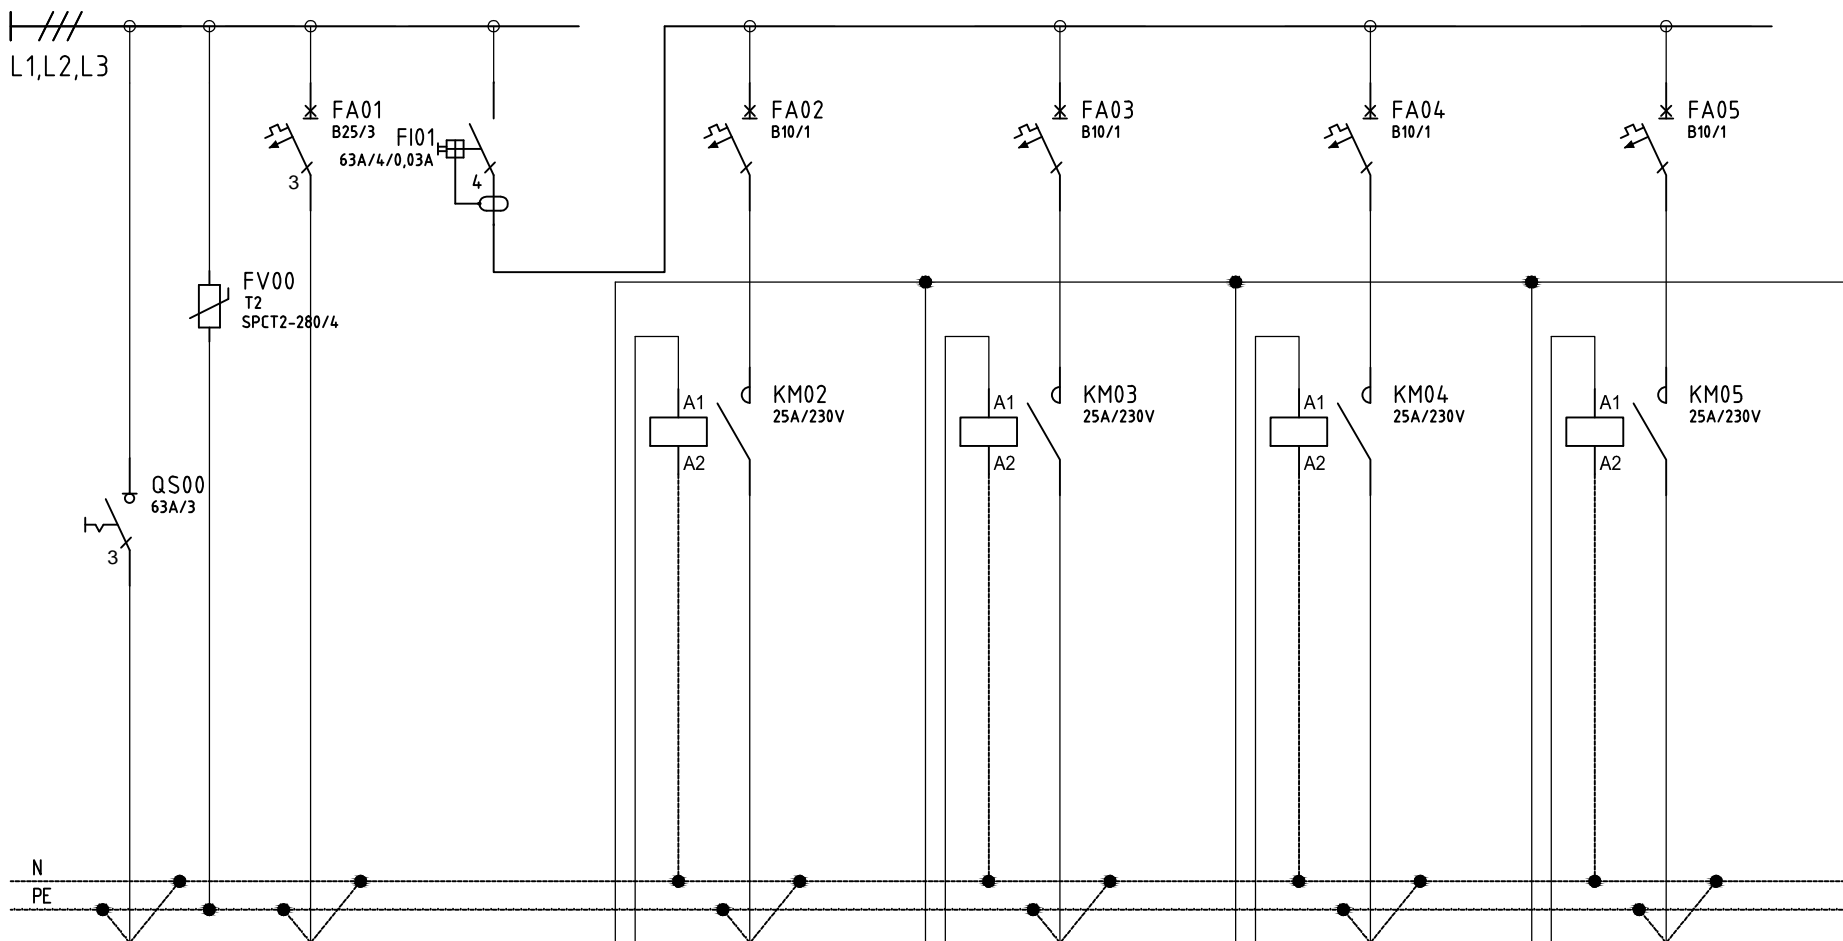 L1,L2,L3
FA01
B25/3
3
FI01
63A/4/0,03A
4
FA02
B10/1
FA03
B10/1
FA04
B10/1
FA05
B10/1
FV00
T2
SPCT2-280/4
A1
A2
KM02
25A/230V
A1
A2
KM03
25A/230V
A1
A2
KM04
25A/230V
A1
A2
KM05
25A/230V
QS00
63A/3
3
N
PE